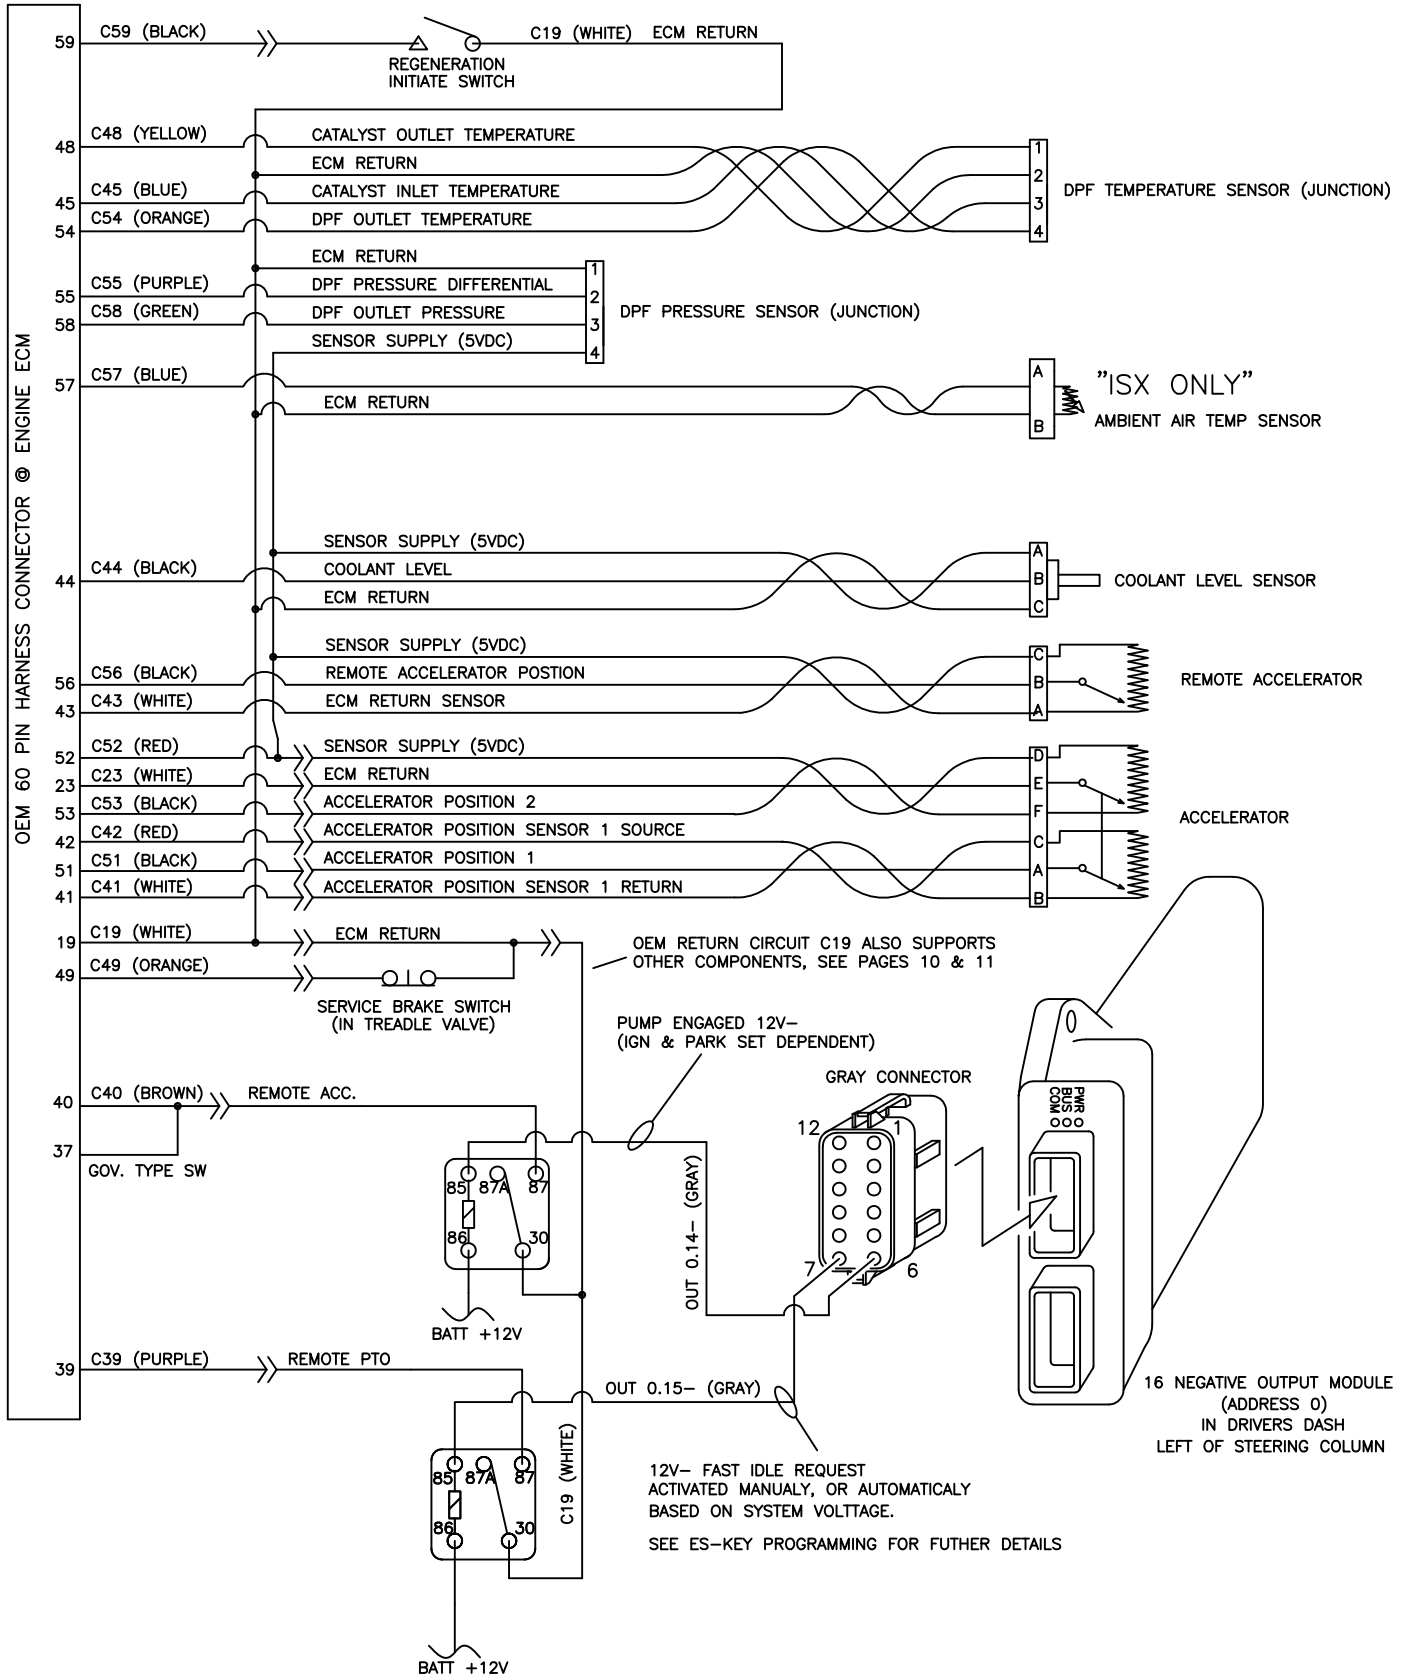 OEM 60 PIN HARNESS CONNECTOR @ ENGINE ECM
59
C59 (BLACK)
C19 (WHITE) ECM RETURN
REGENERATION
INITIATE SWITCH
48
C48 (YELLOW)
CATALYST OUTLET TEMPERATURE
ECM RETURN
45
C45 (BLUE)
CATALYST INLET TEMPERATURE
54
C54 (ORANGE)
DPF OUTLET TEMPERATURE
1
2
3
4
DPF TEMPERATURE SENSOR (JUNCTION)
ECM RETURN
55
C55 (PURPLE)
DPF PRESSURE DIFFERENTIAL
58
C58 (GREEN)
DPF OUTLET PRESSURE
SENSOR SUPPLY (5VDC)
1
2
3
4
DPF PRESSURE SENSOR (JUNCTION)
57
C57 (BLUE)
ECM RETURN
A
B
"ISX ONLY"
AMBIENT AIR TEMP SENSOR
SENSOR SUPPLY (5VDC)
44
C44 (BLACK)
COOLANT LEVEL
ECM RETURN
A
B
C
COOLANT LEVEL SENSOR
SENSOR SUPPLY (5VDC)
56
C56 (BLACK)
REMOTE ACCELERATOR POSTION
43
C43 (WHITE)
ECM RETURN SENSOR
C
B
A
REMOTE ACCELERATOR
52
C52 (RED)
SENSOR SUPPLY (5VDC)
23
C23 (WHITE)
ECM RETURN
53
C53 (BLACK)
ACCELERATOR POSITION 2
42
C42 (RED)
ACCELERATOR POSITION SENSOR 1 SOURCE
51
C51 (BLACK)
ACCELERATOR POSITION 1
41
C41 (WHITE)
ACCELERATOR POSITION SENSOR 1 RETURN
D
E
F
C
A
B
ACCELERATOR
19
C19 (WHITE)
ECM RETURN
49
C49 (ORANGE)
SERVICE BRAKE SWITCH
(IN TREADLE VALVE)
OEM RETURN CIRCUIT C19 ALSO SUPPORTS
OTHER COMPONENTS, SEE PAGES 10 & 11
PUMP ENGAGED 12V-
(IGN & PARK SET DEPENDENT)
GRAY CONNECTOR
12
1
7
6
PWR
BUS
COM
40
C40 (BROWN)
REMOTE ACC.
37
GOV. TYPE SW
85
87A
87
86
30
BATT +12V
OUT 0.14- (GRAY)
39
C39 (PURPLE)
REMOTE PTO
OUT 0.15- (GRAY)
85
87A
87
86
30
BATT +12V
C19 (WHITE)
12V- FAST IDLE REQUEST
ACTIVATED MANUALY, OR AUTOMATICALY
BASED ON SYSTEM VOLTTAGE.
SEE ES-KEY PROGRAMMING FOR FUTHER DETAILS
16 NEGATIVE OUTPUT MODULE
(ADDRESS 0)
IN DRIVERS DASH
LEFT OF STEERING COLUMN